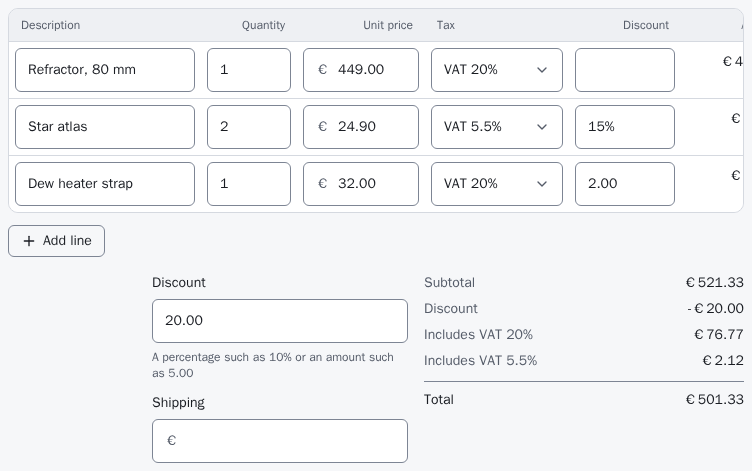 Description Quantity Unit price Tax Discount
Refractor, 80 mm 1 € 449.00 VAT 20% € 4
Star atlas 2 € 24.90 VAT 5.5% 15% €
Dew heater strap 1 € 32.00 VAT 20% 2.00 €
+ Add line
Discount
20.00
A percentage such as 10% or an amount such
as 5.00
Shipping
€
Subtotal € 521.33
Discount - € 20.00
Includes VAT 20% € 76.77
Includes VAT 5.5% € 2.12
Total € 501.33